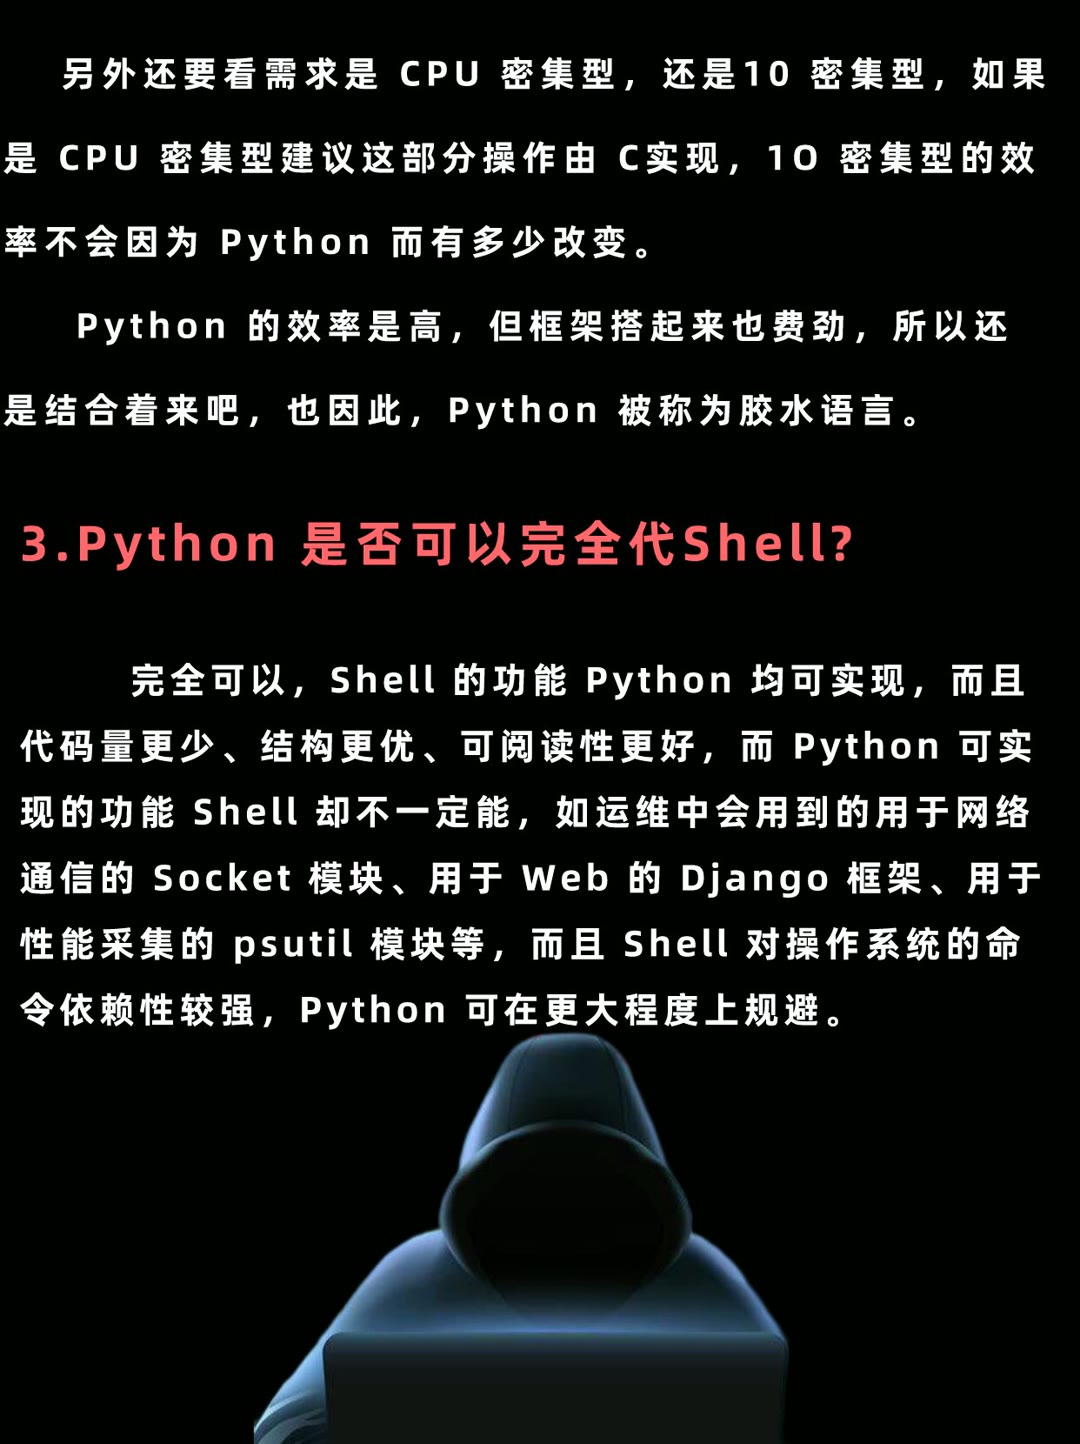 另外还要看需求是 CPU 密集型，还是10 密集型，如果
是 CPU 密集型建议这部分操作由 C实现，1O 密集型的效
率不会因为 Python 而有多少改变。
Python 的效率是高，但框架搭起来也费劲，所以还
是结合着来吧，也因此，Python 被称为胶水语言。
3.Python 是否可以完全代Shell?
完全可以，Shell 的功能 Python 均可实现，而且
代码量更少、结构更优、可阅读性更好，而 Python 可实
现的功能 Shell 却不一定能，如运维中会用到的用于网络
通信的 Socket 模块、用于 Web 的 Django 框架、用于
性能采集的 psutil 模块等，而且 Shell 对操作系统的命
令依赖性较强，Python 可在更大程度上规避。